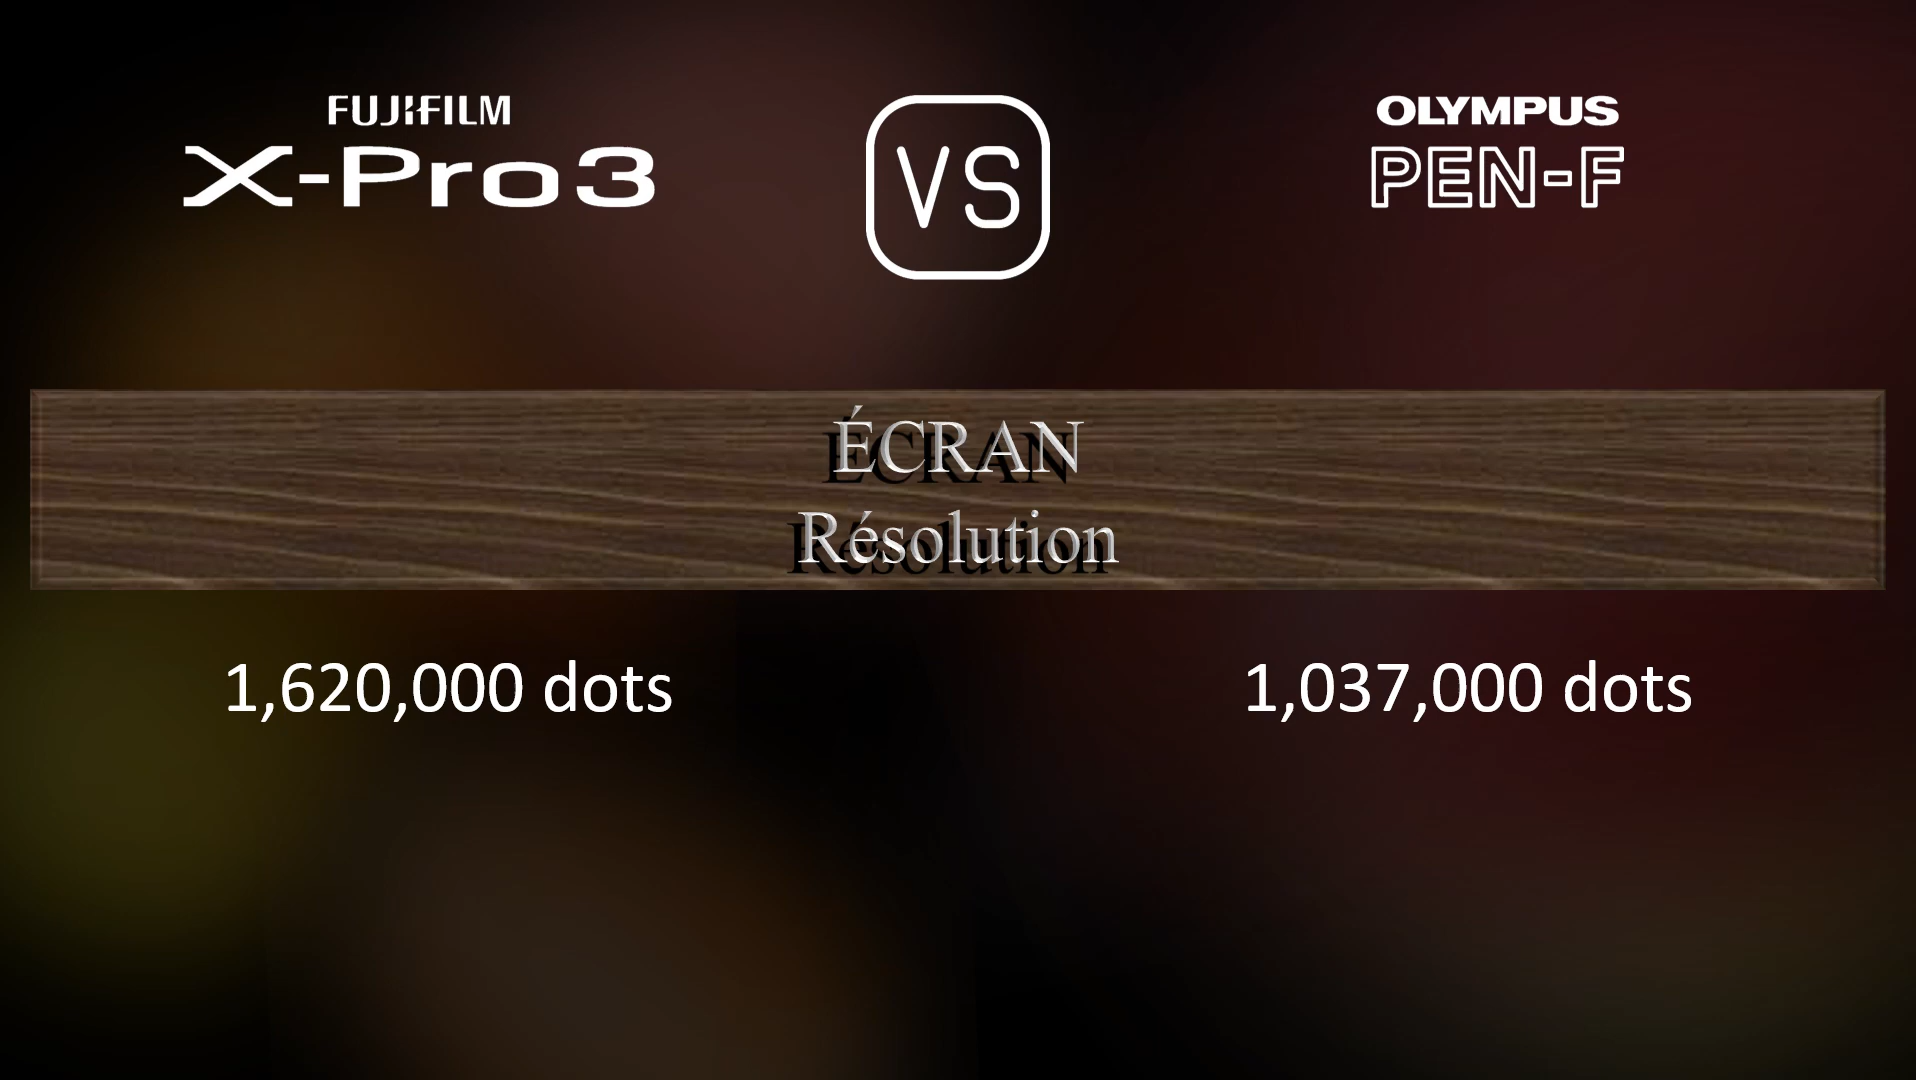 FUJIFILM
X-Pro3
VS
OLYMPUS
PEN-F
ÉCRAN
Résolution
1,620,000 dots
1,037,000 dots